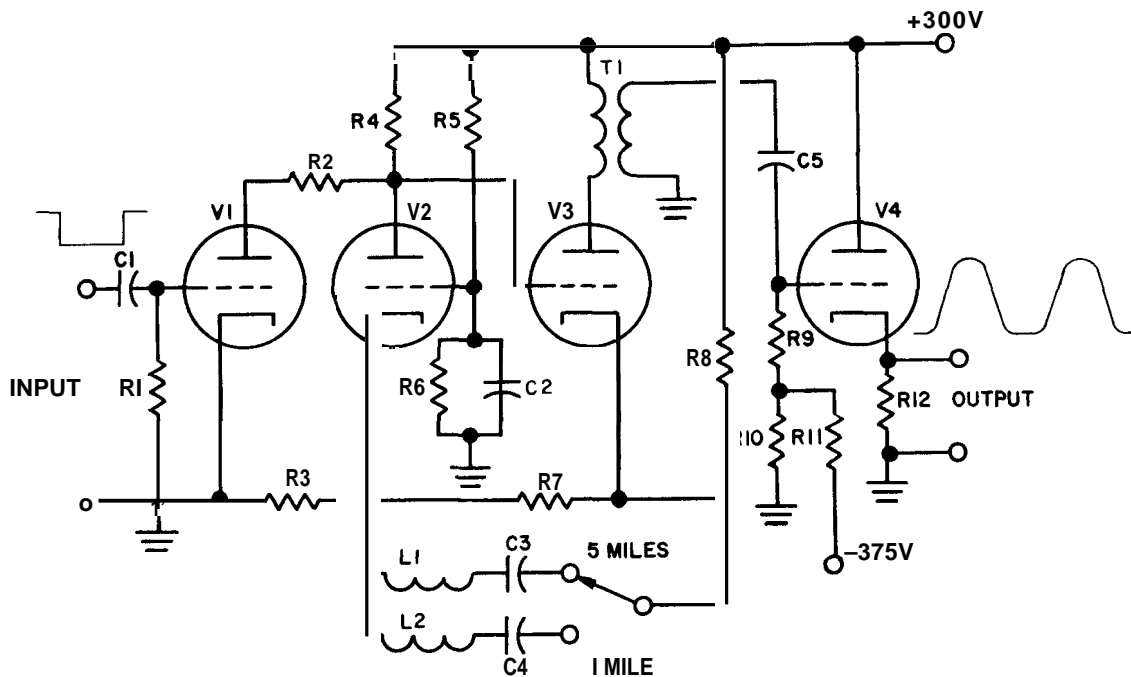 +300V
T1
R4
R5
R2
C5
V1
V2
V3
V4
C1
R9
R8
INPUT
R1
R6
C2
R12
OUTPUT
R10
R11
R3
R7
C3
5 MILES
-375V
L1
L2
C4
1 MILE